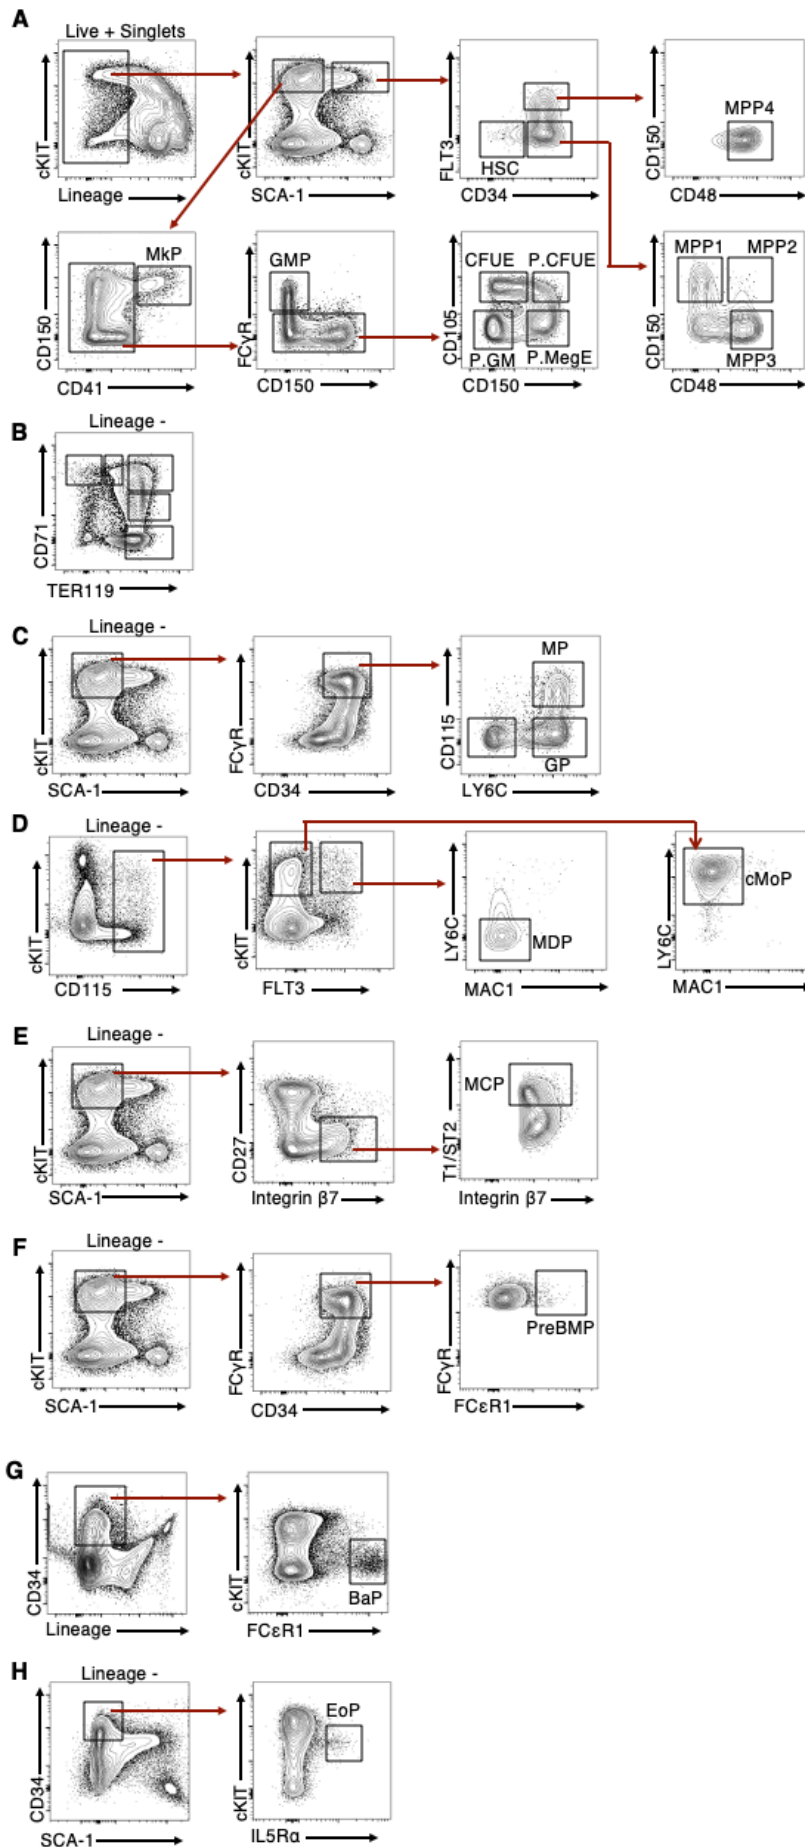 A
Live + Singlets
cKIT
Lineage
cKIT
SCA-1
FLT3
HSC
CD34
MPP4
CD150
CD48
MkP
CD150
CD41
GMP
FCγR
CD150
CFUE P.CFUE
CD105
P.GM P.MegE
CD150
MPP1 MPP2
CD150
MPP3
CD48
B
Lineage -
CD71
TER119
C
Lineage -
cKIT
SCA-1
FCγR
CD34
MP
CD115
GP
LY6C
D
Lineage -
cKIT
CD115
cKIT
FLT3
LY6C
MDP
MAC1
LY6C
cMoP
MAC1
E
Lineage -
cKIT
SCA-1
CD27
Integrin β7
MCP
T1/ST2
Integrin β7
F
Lineage -
cKIT
SCA-1
FCγR
CD34
FCγR
PreBMP
FCεR1
G
CD34
Lineage
cKIT
BaP
FCεR1
H
Lineage -
CD34
SCA-1
EoP
cKIT
IL5Rα